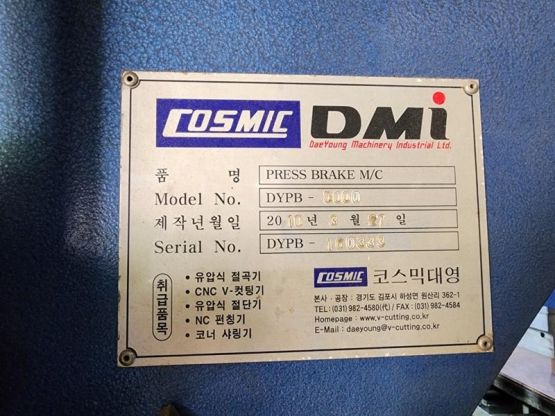 COSMIC DMi
DaeYoung Machinery Industrial Ltd.
품 명 PRESS BRAKE M/C
Model No. DYPB -
제작년월일 20 년 월 일
Serial No. DYPB -
취급품목
• 유압식 절곡기
• CNC V-컷팅기
• 유압식 절단기
• NC 펀칭기
• 코너 샤링기
COSMIC 코스믹대영
본사 · 공장 : 경기도 김포시 하성면 원산리 362-1
TEL : (031) 982-4580(代) / FAX : (031) 982-4584
Homepage : www.v-cutting.co.kr
E-Mail : daeyoung@v-cutting.co.kr